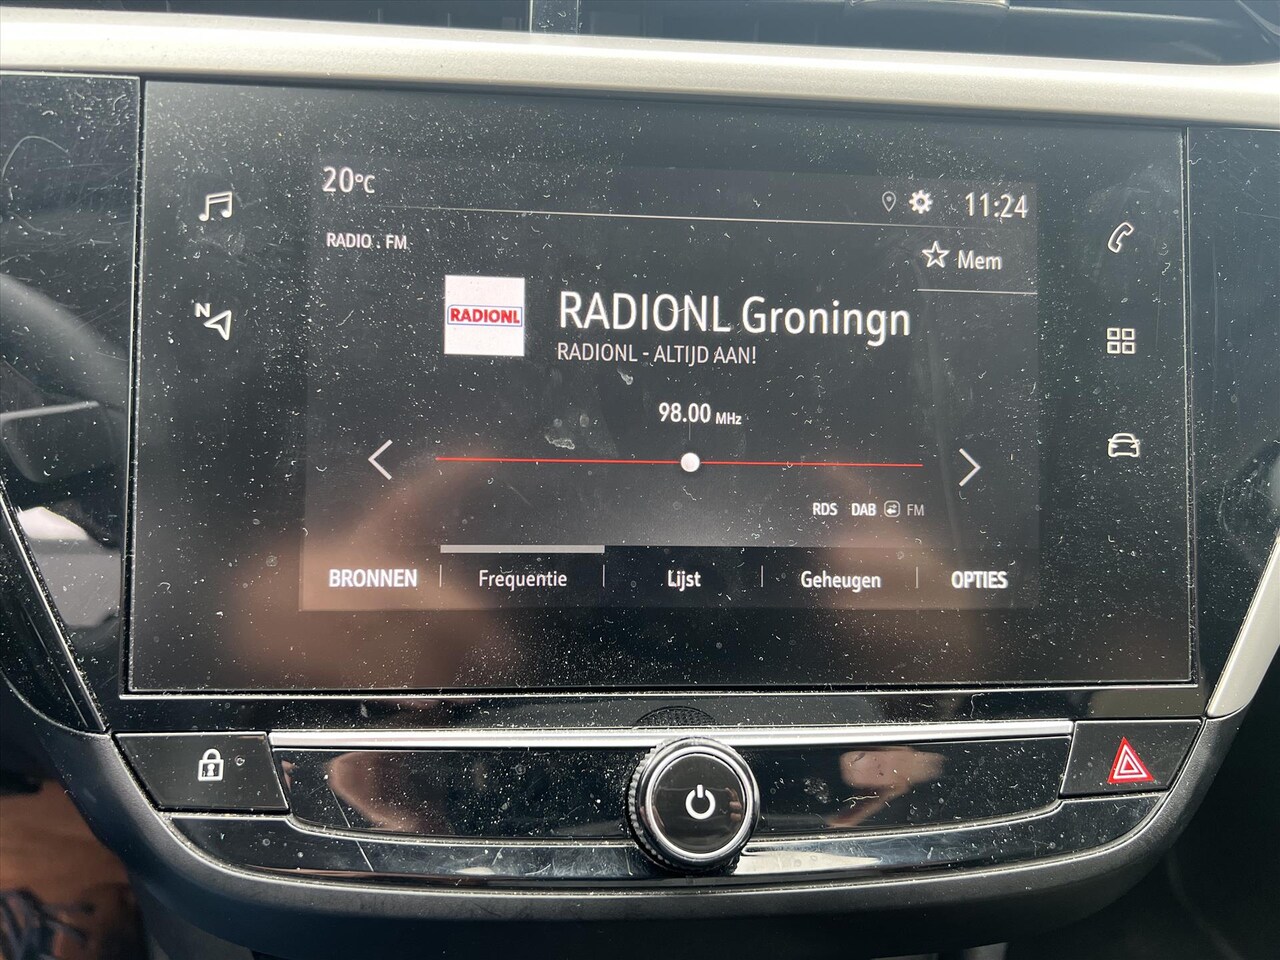 20°C
11:24
RADIO . FM
Mem
RADIONL
RADIONL Groningn
RADIONL - ALTIJD AAN!
N
98.00 MHz
RDS DAB FM
BRONNEN Frequentie Lijst Geheugen OPTIES